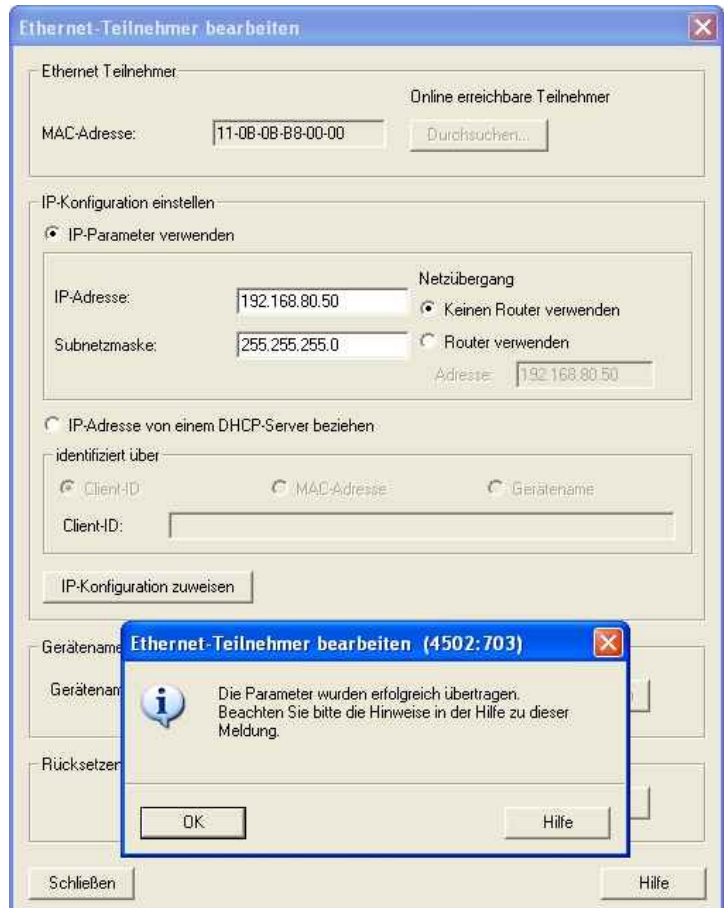 Ethernet-Teilnehmer bearbeiten
Ethernet Teilnehmer
Online erreichbare Teilnehmer
MAC-Adresse: 11-0B-0B-B8-00-00 Durchsuchen...
IP-Konfiguration einstellen
IP-Parameter verwenden
Netzübergang
IP-Adresse: 192.168.80.50
Keinen Router verwenden
Subnetzmaske: 255.255.255.0 Router verwenden
Adresse: 192.168.80.50
IP-Adresse von einem DHCP-Server beziehen
identifiziert über
Client-ID MAC-Adresse Gerätename
Client-ID:
IP-Konfiguration zuweisen
Gerätename
Gerätenam
Ethernet-Teilnehmer bearbeiten (4502:703)
Die Parameter wurden erfolgreich übertragen.
Beachten Sie bitte die Hinweise in der Hilfe zu dieser
Meldung.
OK Hilfe
Rücksetzen
Schließen Hilfe